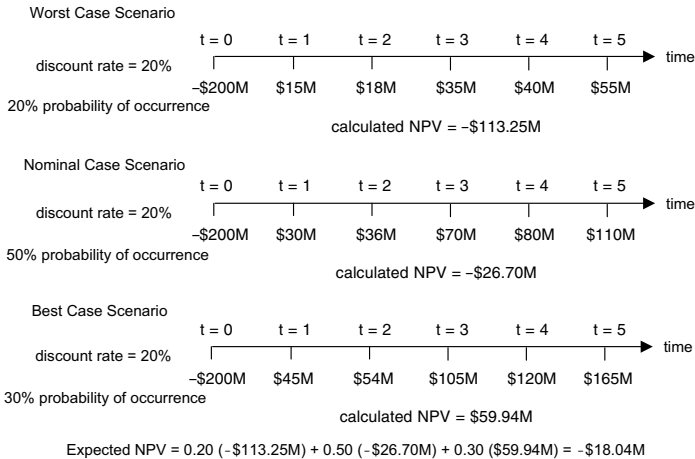 Worst Case Scenario
t = 0 t = 1 t = 2 t = 3 t = 4 t = 5
time
discount rate = 20%
–$200M $15M $18M $35M $40M $55M
20% probability of occurrence
calculated NPV = –$113.25M
Nominal Case Scenario
t = 0 t = 1 t = 2 t = 3 t = 4 t = 5
time
discount rate = 20%
–$200M $30M $36M $70M $80M $110M
50% probability of occurrence
calculated NPV = –$26.70M
Best Case Scenario
t = 0 t = 1 t = 2 t = 3 t = 4 t = 5
time
discount rate = 20%
–$200M $45M $54M $105M $120M $165M
30% probability of occurrence
calculated NPV = $59.94M
Expected NPV = 0.20 (–$113.25M) + 0.50 (–$26.70M) + 0.30 ($59.94M) = –$18.04M